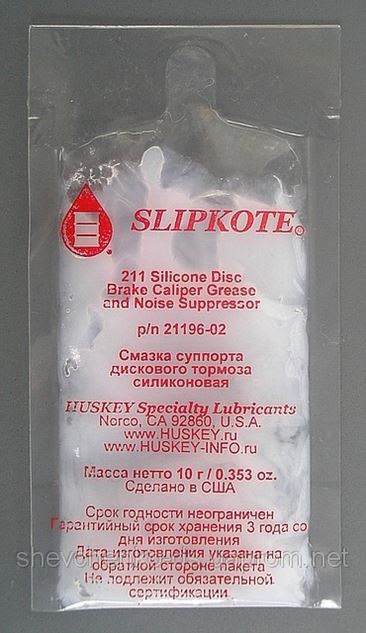 SLIPKOTE®
211 Silicone Disc
Brake Caliper Grease
and Noise Suppressor
p/n 21196-02
Смазка суппорта
дискового тормоза
силиконовая
HUSKEY Specialty Lubricants
Norco, CA 92860, U.S.A.
www.HUSKEY.ru
www.HUSKEY-INFO.ru
Масса нетто 10 г / 0.353 oz.
Сделано в США
Срок годности неограничен
Гарантийный срок хранения 3 года со
дня изготовления
Дата изготовления указана на
обратной стороне пакета
Не подлежит обязательной
сертификации